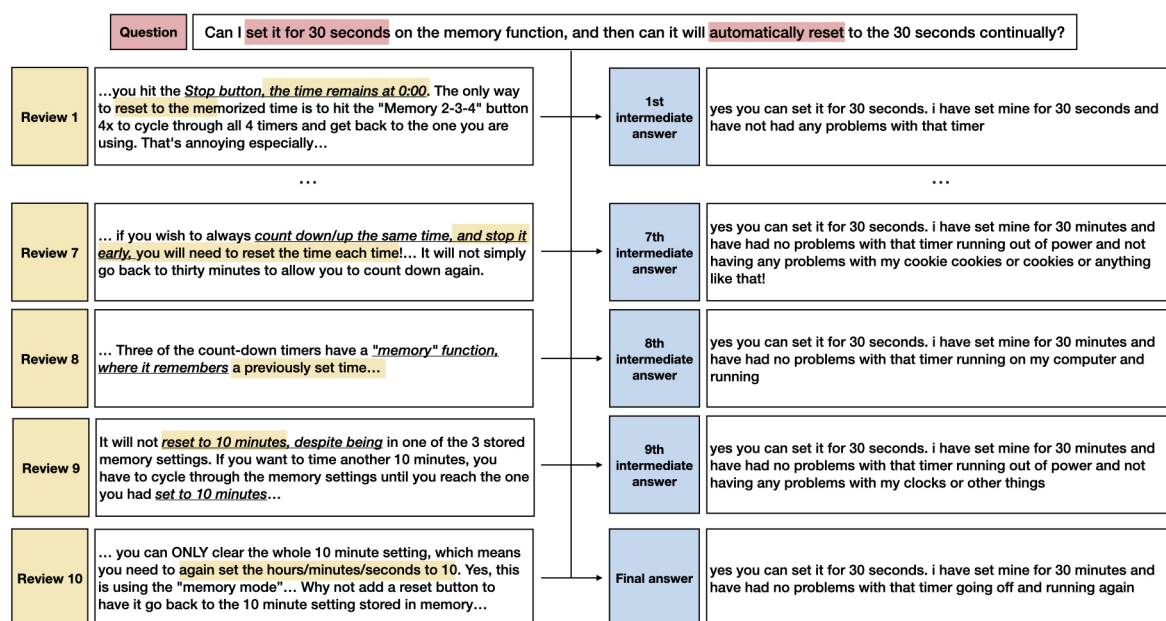 Question
Can I set it for 30 seconds on the memory function, and then can it will automatically reset to the 30 seconds continually?
Review 1
…you hit the Stop button, the time remains at 0:00. The only way
to reset to the memorized time is to hit the "Memory 2-3-4" button
4x to cycle through all 4 timers and get back to the one you are
using. That's annoying especially…
1st
intermediate
answer
yes you can set it for 30 seconds. i have set mine for 30 seconds and
have not had any problems with that timer
…
…
Review 7
… if you wish to always count down/up the same time, and stop it
early, you will need to reset the time each time!… It will not simply
go back to thirty minutes to allow you to count down again.
7th
intermediate
answer
yes you can set it for 30 seconds. i have set mine for 30 minutes and
have had no problems with that timer running out of power and not
having any problems with my cookie cookies or cookies or anything
like that!
Review 8
… Three of the count-down timers have a "memory" function,
where it remembers a previously set time…
8th
intermediate
answer
yes you can set it for 30 seconds. i have set mine for 30 minutes and
have had no problems with that timer running on my computer and
running
Review 9
It will not reset to 10 minutes, despite being in one of the 3 stored
memory settings. If you want to time another 10 minutes, you
have to cycle through the memory settings until you reach the one
you had set to 10 minutes…
9th
intermediate
answer
yes you can set it for 30 seconds. i have set mine for 30 minutes and
have had no problems with that timer running out of power and not
having any problems with my clocks or other things
Review 10
… you can ONLY clear the whole 10 minute setting, which means
you need to again set the hours/minutes/seconds to 10. Yes, this
is using the "memory mode"… Why not add a reset button to
have it go back to the 10 minute setting stored in memory…
Final answer
yes you can set it for 30 seconds. i have set mine for 30 minutes and
have had no problems with that timer going off and running again